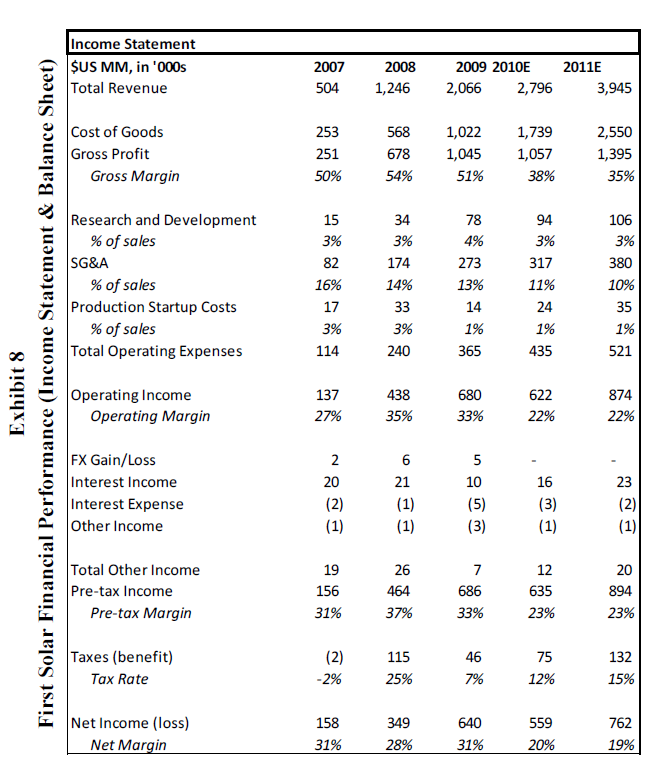 Exhibit 8
First Solar Financial Performance (Income Statement & Balance Sheet)
Income Statement
$US MM, in '000s 2007 2008 2009 2010E 2011E
Total Revenue 504 1,246 2,066 2,796 3,945
Cost of Goods 253 568 1,022 1,739 2,550
Gross Profit 251 678 1,045 1,057 1,395
Gross Margin 50% 54% 51% 38% 35%
Research and Development 15 34 78 94 106
% of sales 3% 3% 4% 3% 3%
SG&A 82 174 273 317 380
% of sales 16% 14% 13% 11% 10%
Production Startup Costs 17 33 14 24 35
% of sales 3% 3% 1% 1% 1%
Total Operating Expenses 114 240 365 435 521
Operating Income 137 438 680 622 874
Operating Margin 27% 35% 33% 22% 22%
FX Gain/Loss 2 6 5 - -
Interest Income 20 21 10 16 23
Interest Expense (2) (1) (5) (3) (2)
Other Income (1) (1) (3) (1) (1)
Total Other Income 19 26 7 12 20
Pre-tax Income 156 464 686 635 894
Pre-tax Margin 31% 37% 33% 23% 23%
Taxes (benefit) (2) 115 46 75 132
Tax Rate -2% 25% 7% 12% 15%
Net Income (loss) 158 349 640 559 762
Net Margin 31% 28% 31% 20% 19%